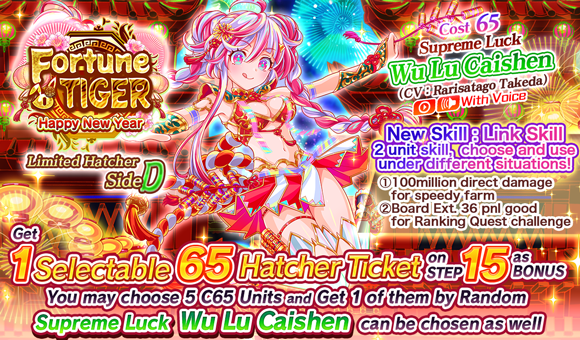 Fortune
TIGER
Happy New Year
Limited Hatcher
Side D
Cost 65
Supreme Luck
Wu Lu Caishen
(CV : Rarisatago Takeda)
With Voice
New Skill : Link Skill
2 unit skill, choose and use
under different situations!
①100million direct damage
for speedy farm
②Board Ext. 36 pnl good
for Ranking Quest challenge
Get
1 Selectable 65 Hatcher Ticket on STEP 15 as BONUS
You may choose 5 C65 Units and Get 1 of them by Random
Supreme Luck Wu Lu Caishen can be chosen as well